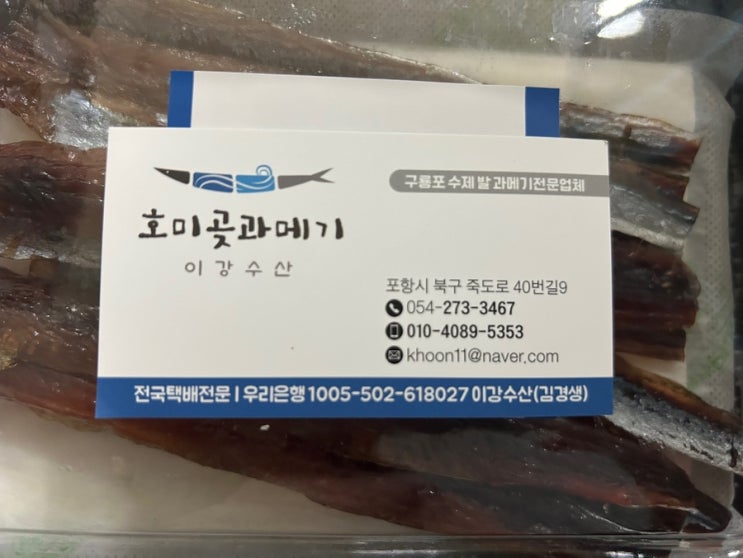 구룡포 수제 발 과메기전문업체
호미곶과메기
이강수산
포항시 북구 죽도로 40번길9
054-273-3467
010-4089-5353
khoon11@naver.com
전국택배전문 | 우리은행 1005-502-618027 이강수산(김경생)